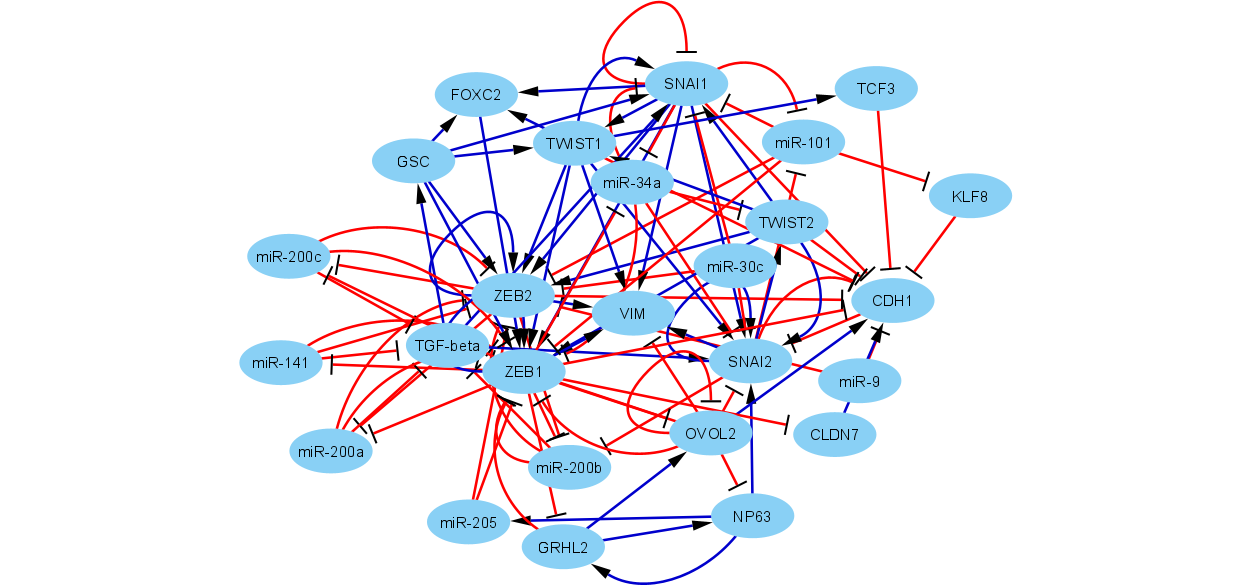 SNAI1
TCF3
FOXC2
TWIST1
miR-101
GSC
miR-34a
KLF8
TWIST2
miR-200c
miR-30c
ZEB2
CDH1
VIM
TGF-beta
miR-141
SNAI2
ZEB1
miR-9
OVOL2
CLDN7
miR-200a
miR-200b
NP63
miR-205
GRHL2